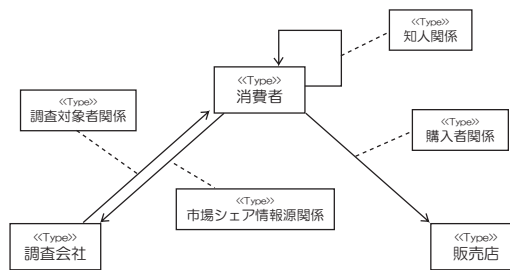 <<Type>>
知人関係
<<Type>>
消費者
<<Type>>
調査対象者関係
<<Type>>
購入者関係
<<Type>>
市場シェア情報源関係
<<Type>>
調査会社
<<Type>>
販売店